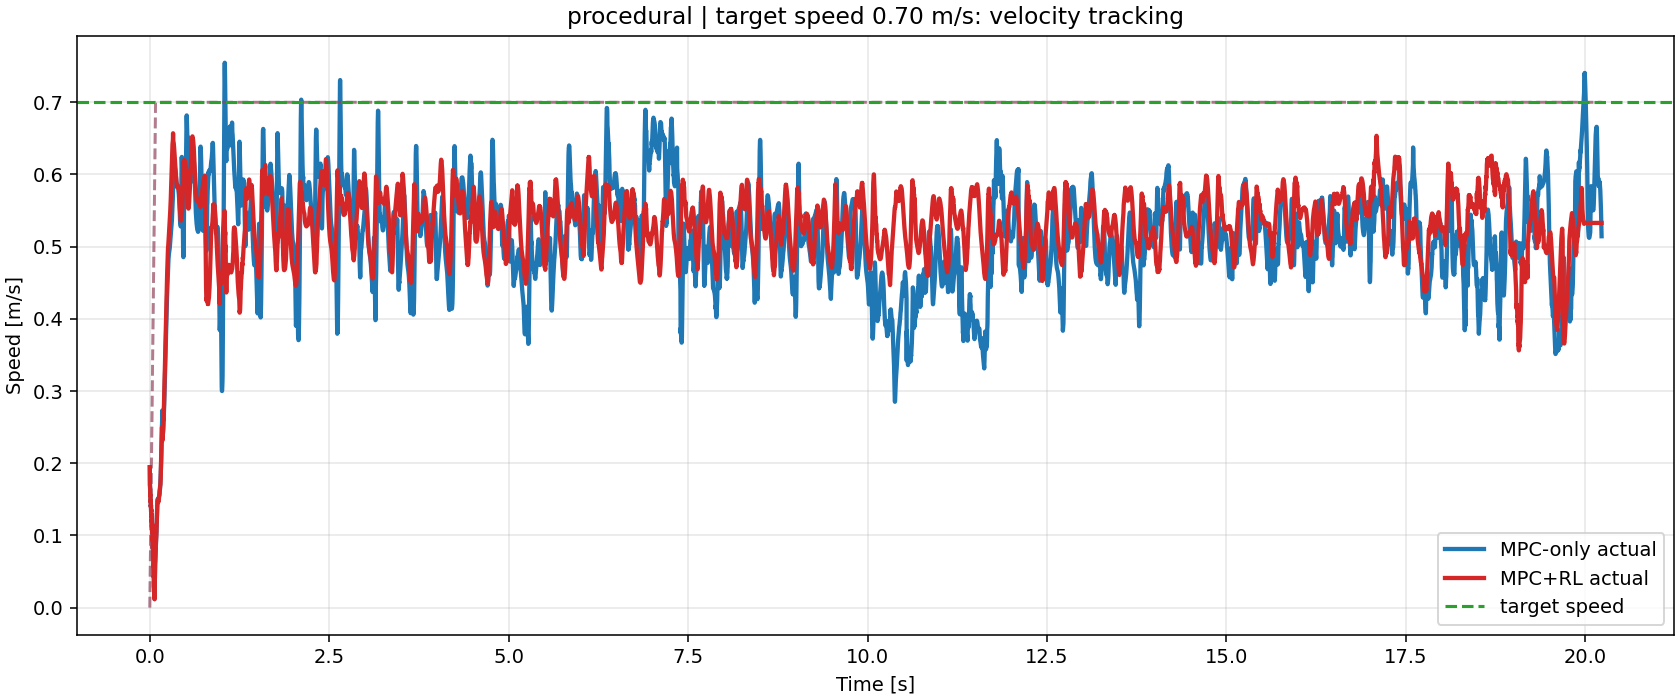 procedural | target speed 0.70 m/s: velocity tracking
Speed [m/s]
0.7
0.6
0.5
0.4
0.3
0.2
0.1
0.0
MPC-only actual
MPC+RL actual
target speed
0.0 2.5 5.0 7.5 10.0 12.5 15.0 17.5 20.0
Time [s]